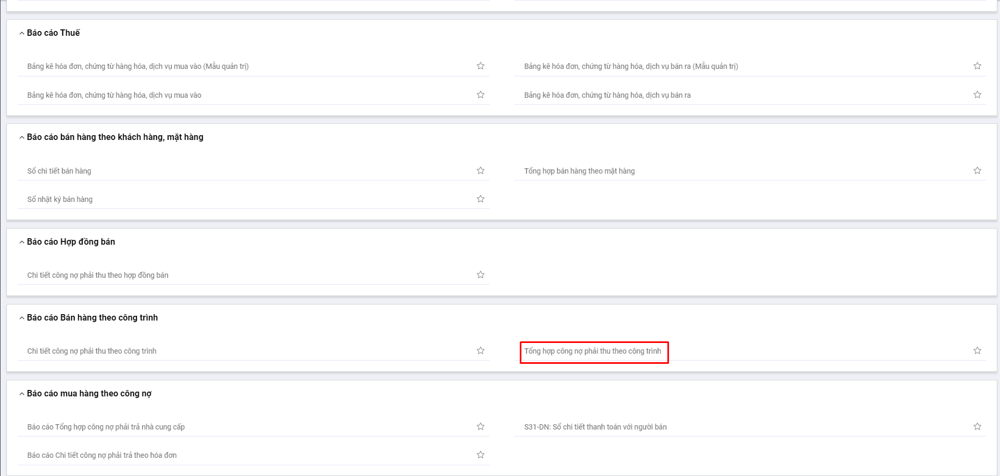 Báo cáo Thuế
Bảng kê hóa đơn, chứng từ hàng hóa, dịch vụ mua vào (Mẫu quản trị)
Bảng kê hóa đơn, chứng từ hàng hóa, dịch vụ bán ra (Mẫu quản trị)
Bảng kê hóa đơn, chứng từ hàng hóa, dịch vụ mua vào
Bảng kê hóa đơn, chứng từ hàng hóa, dịch vụ bán ra
Báo cáo bán hàng theo khách hàng, mặt hàng
Sổ chi tiết bán hàng
Tổng hợp bán hàng theo mặt hàng
Sổ nhật ký bán hàng
Báo cáo Hợp đồng bán
Chi tiết công nợ phải thu theo hợp đồng bán
Báo cáo Bán hàng theo công trình
Chi tiết công nợ phải thu theo công trình
Tổng hợp công nợ phải thu theo công trình
Báo cáo mua hàng theo công nợ
Báo cáo Tổng hợp công nợ phải trả nhà cung cấp
S31-DN: Sổ chi tiết thanh toán với người bán
Báo cáo Chi tiết công nợ phải trả theo hóa đơn